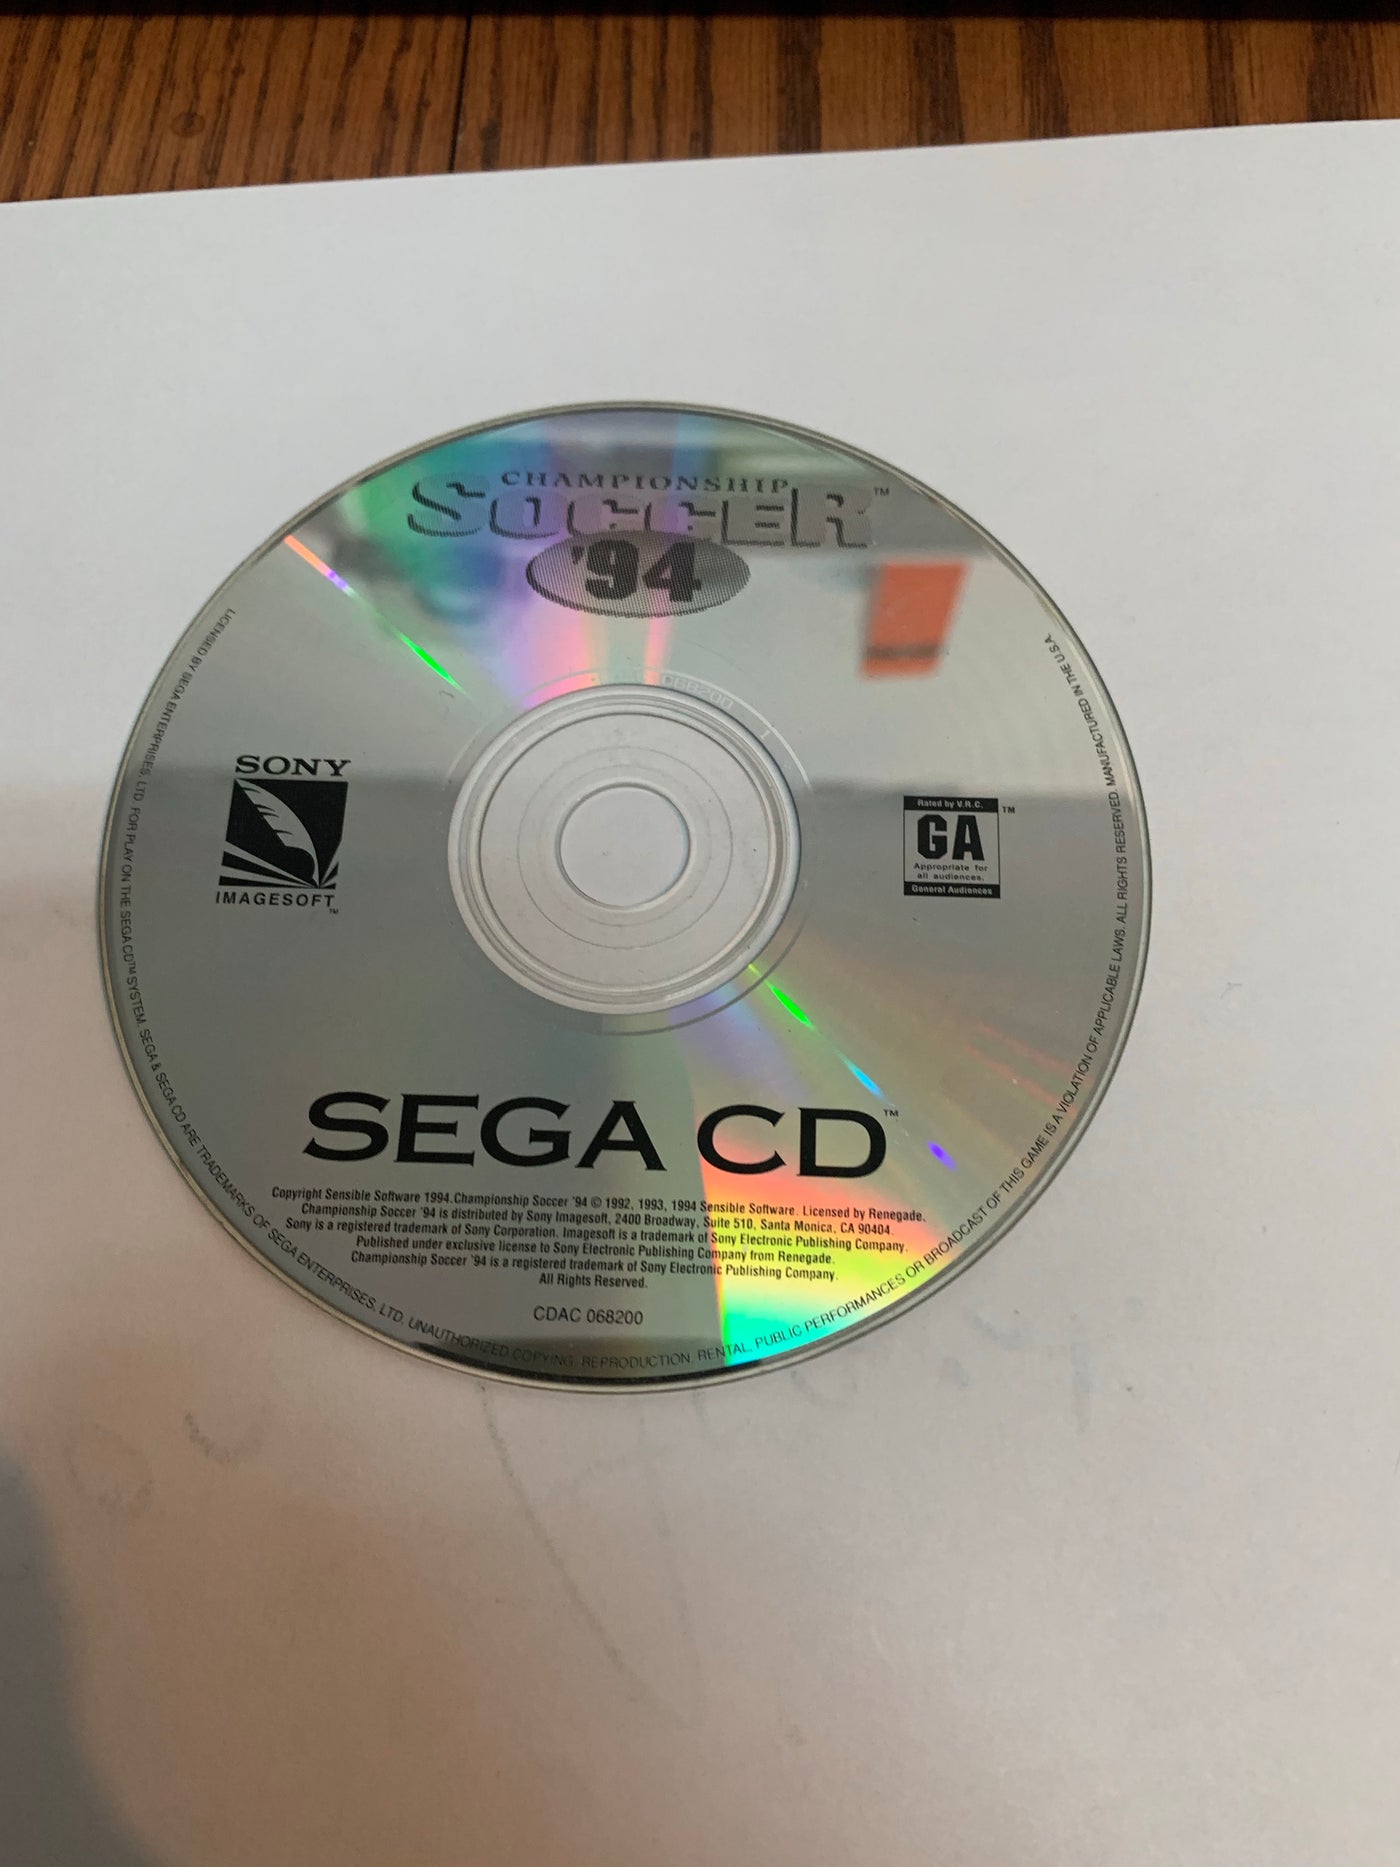 CHAMPIONSHIP
SOCCER™
'94
C068200
SONY
IMAGESOFT™
Rated by V.R.C. ™
GA
Appropriate for
all audiences.
General Audiences
SEGA CD™
Copyright Sensible Software 1994. Championship Soccer '94 © 1992, 1993, 1994 Sensible Software. Licensed by Renegade.
Championship Soccer '94 is distributed by Sony Imagesoft, 2400 Broadway, Suite 510, Santa Monica, CA 90404.
Sony is a registered trademark of Sony Corporation. Imagesoft is a trademark of Sony Electronic Publishing Company.
Published under exclusive license to Sony Electronic Publishing Company from Renegade.
Championship Soccer '94 is a registered trademark of Sony Electronic Publishing Company.
All Rights Reserved.
CDAC 068200
LICENSED BY SEGA ENTERPRISES, LTD. FOR PLAY ON THE SEGA CD™ SYSTEM. SEGA & SEGA CD ARE TRADEMARKS OF SEGA ENTERPRISES, LTD. UNAUTHORIZED COPYING, REPRODUCTION, RENTAL, PUBLIC PERFORMANCES OR BROADCAST OF THIS GAME IS A VIOLATION OF APPLICABLE LAWS. ALL RIGHTS RESERVED. MANUFACTURED IN THE U.S.A.